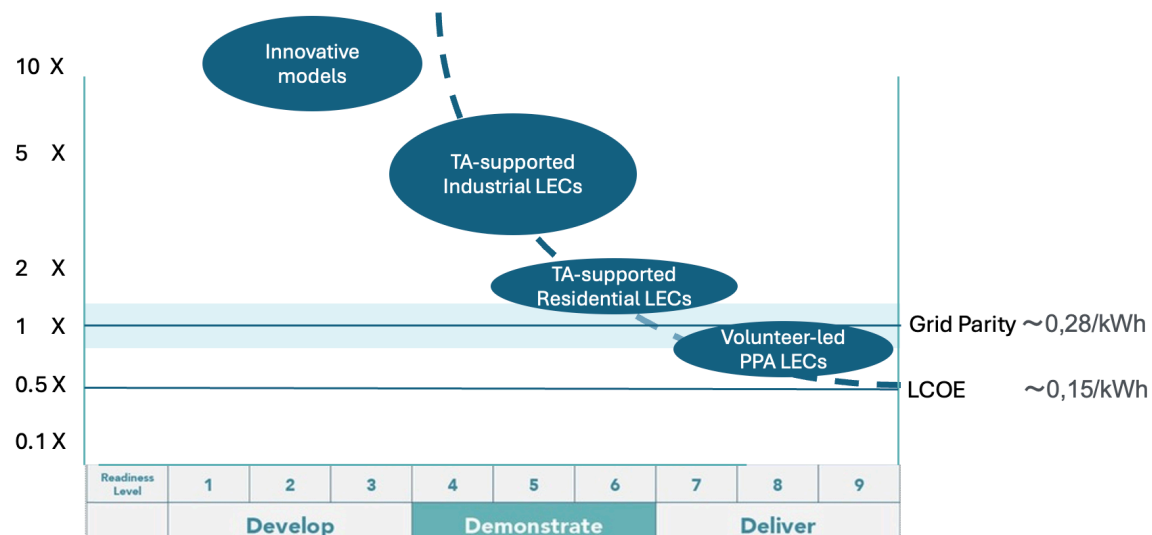 10 X
Innovative
models
5 X
TA-supported
Industrial LECs
2 X
TA-supported
Residential LECs
1 X
Grid Parity ~0,28/kWh
Volunteer-led
PPA LECs
0.5 X
LCOE ~0,15/kWh
0.1 X
Readiness
Level
1 2 3 4 5 6 7 8 9
Develop Demonstrate Deliver